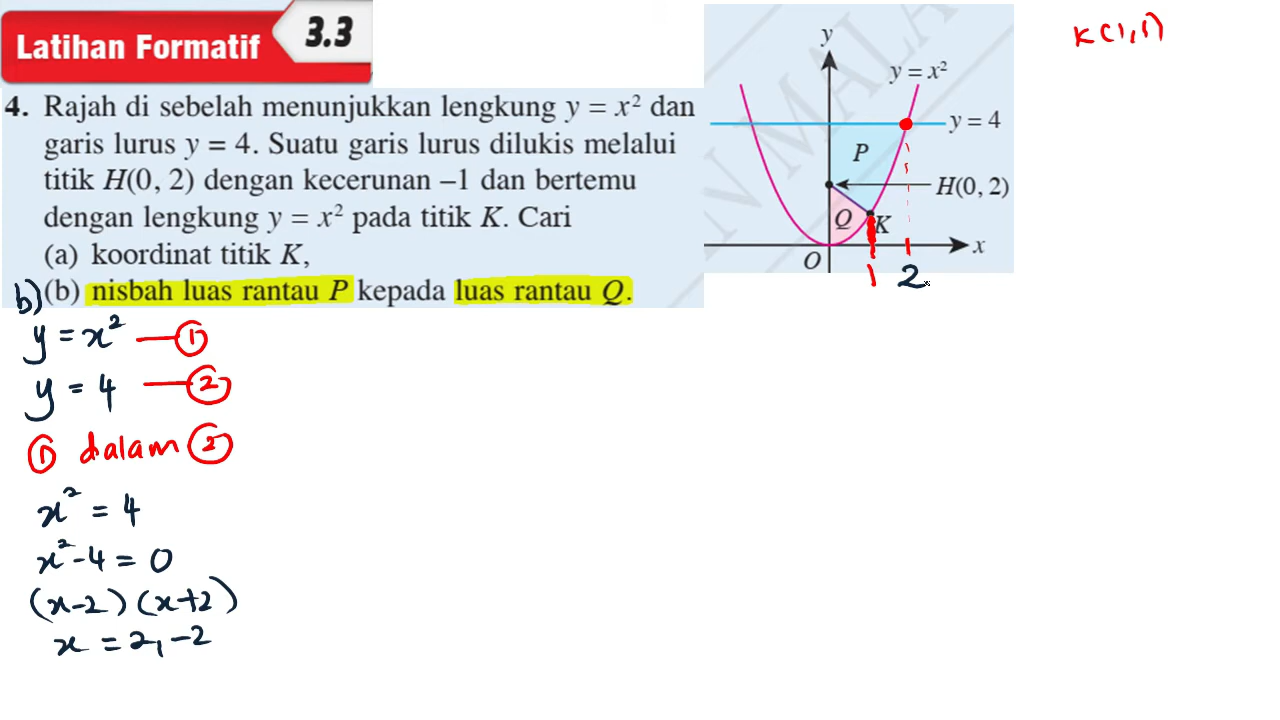 Latihan Formatif 3.3
4. Rajah di sebelah menunjukkan lengkung y = x² dan
garis lurus y = 4. Suatu garis lurus dilukis melalui
titik H(0, 2) dengan kecerunan –1 dan bertemu
dengan lengkung y = x² pada titik K. Cari
(a) koordinat titik K,
(b) nisbah luas rantau P kepada luas rantau Q.
y
y = x²
y = 4
P
H(0, 2)
Q
K
O
x
1 2
K(1,1)
b)
y = x² — ①
y = 4 — ②
① dalam ②
x² = 4
x² - 4 = 0
(x-2)(x+2)
x = 2, -2